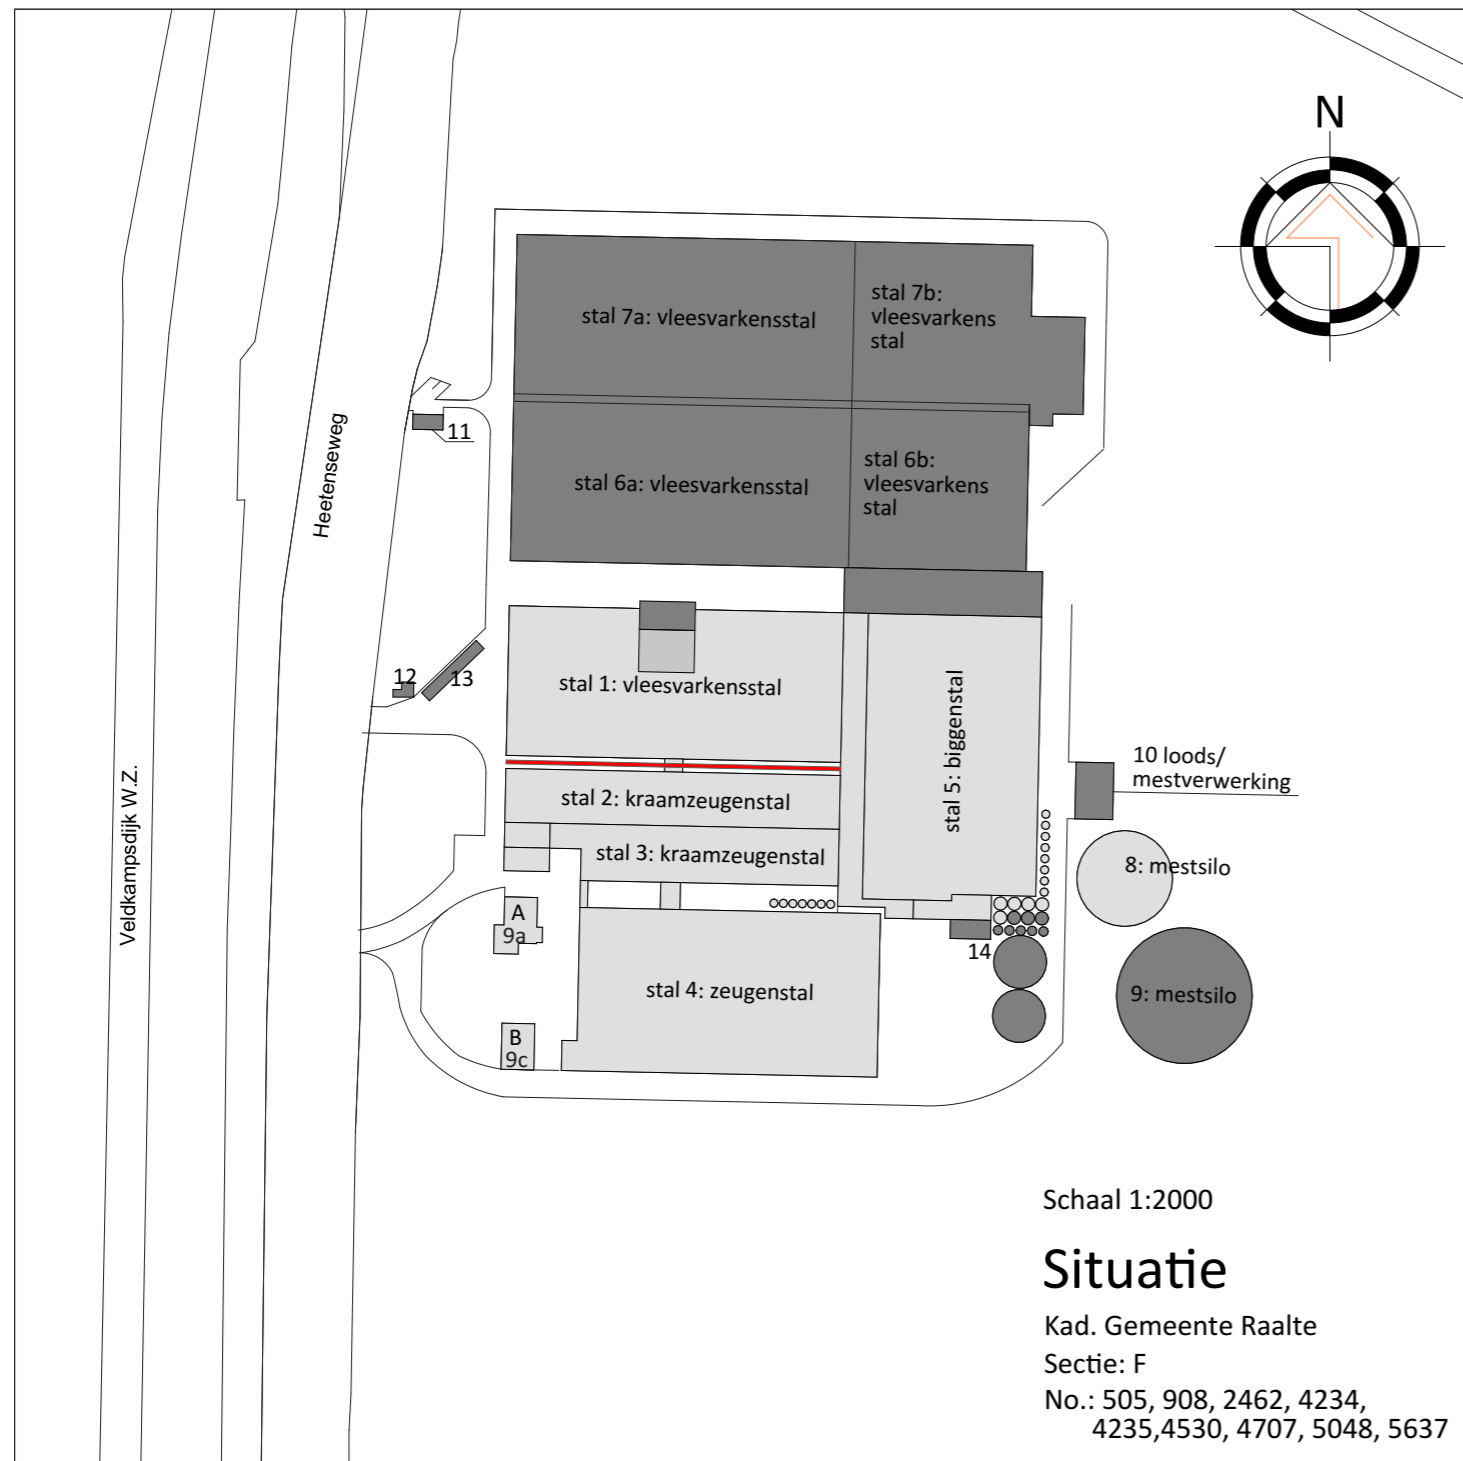 N
stal 7a: vleesvarkensstal
stal 7b:
vleesvarkens
stal
11
Heetenseweg
stal 6a: vleesvarkensstal
stal 6b:
vleesvarkens
stal
12
13
stal 1: vleesvarkensstal
stal 5: biggenstal
10 loods/
mestverwerking
Veldkampsdijk W.Z.
stal 2: kraamzeugenstal
stal 3: kraamzeugenstal
8: mestsilo
A
9a
14
stal 4: zeugenstal
9: mestsilo
B
9c
Schaal 1:2000
Situatie
Kad. Gemeente Raalte
Sectie: F
No.: 505, 908, 2462, 4234,
4235,4530, 4707, 5048, 5637